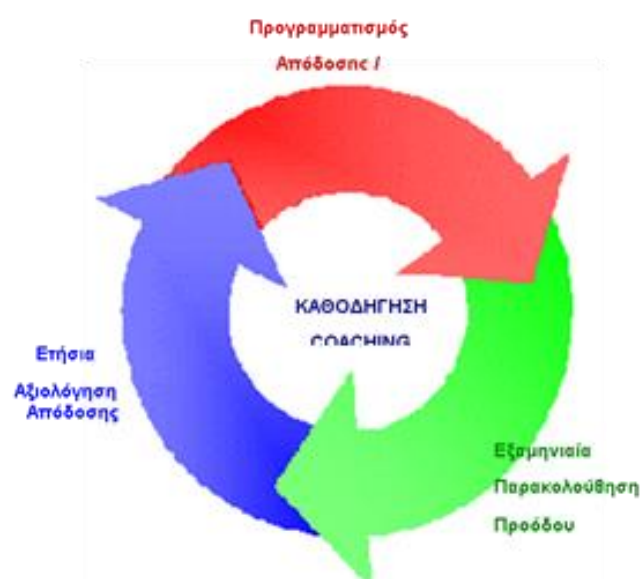 Προγραμματισμός
Απόδοσης /
ΚΑΘΟΔΗΓΗΣΗ
COACHING
Ετήσια
Αξιολόγηση
Απόδοσης
Εξαμηνιαία
Παρακολούθηση
Προόδου